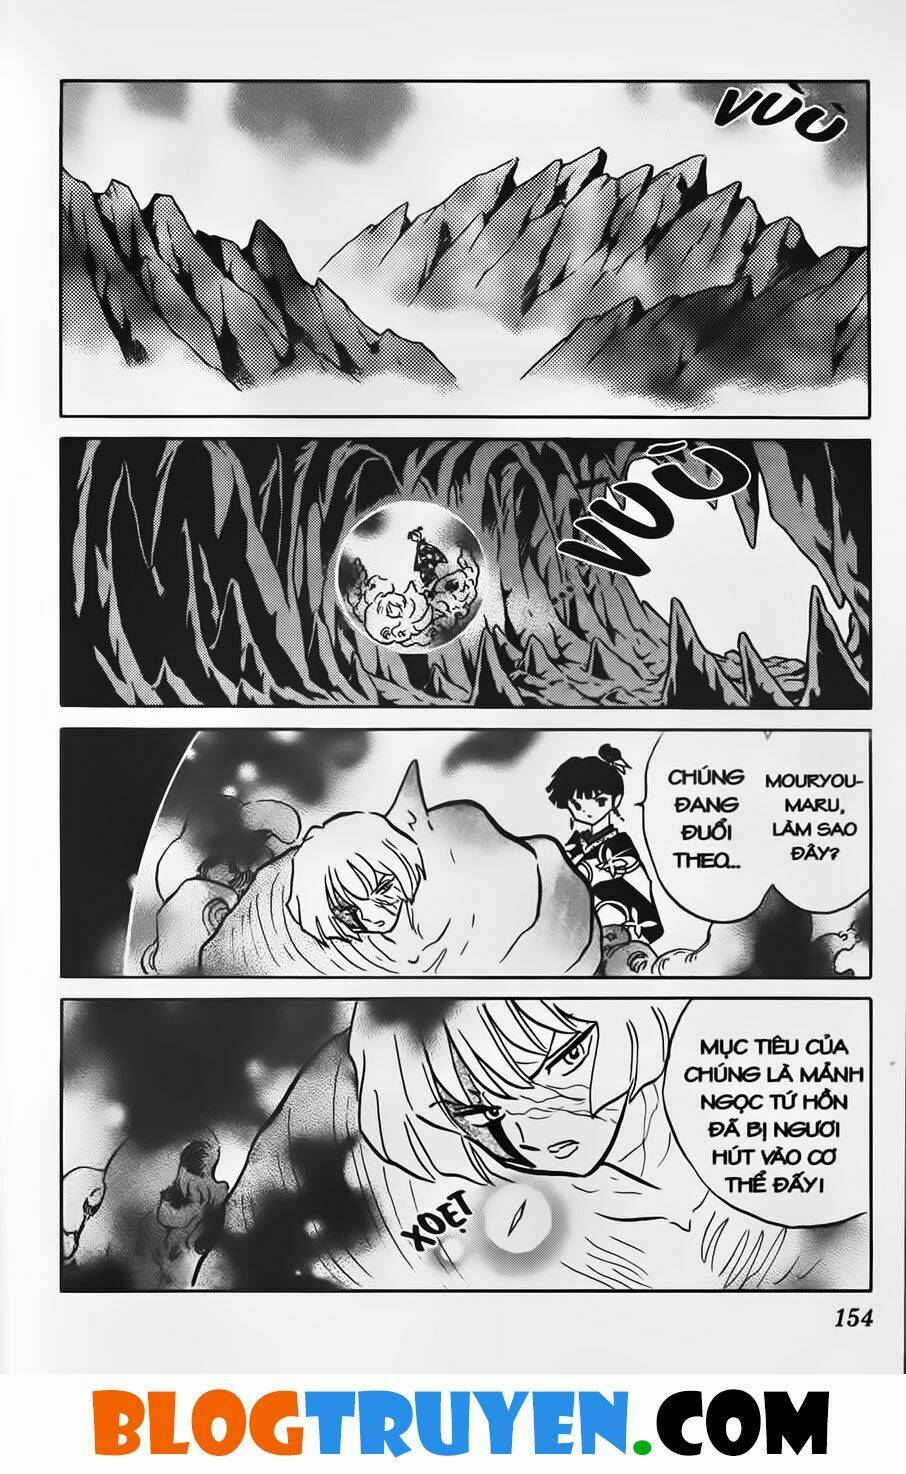 VÙÙ
VUÙ
MOURYOU-
MARU,
LÀM SAO
ĐÂY?
CHÚNG
ĐANG
ĐUỔI
THEO...
MỤC TIÊU CỦA
CHÚNG LÀ MẢNH
NGỌC TỨ HỒN
ĐÃ BỊ NGƯƠI
HÚT VÀO CƠ
THỂ ĐẤY!
XOẸT
154
BLOGTRUYEN.COM